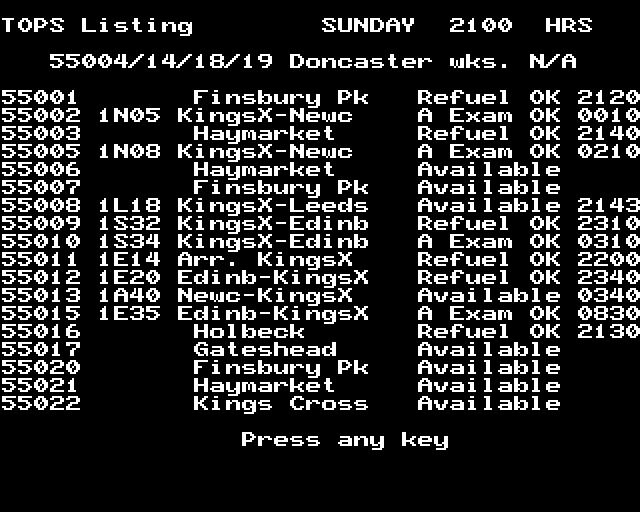 TOPS Listing SUNDAY 2100 HRS
55004/14/18/19 Doncaster wks. N/A
55001 Finsbury Pk Refuel OK 2120
55002 1N05 KingsX-Newc A Exam OK 0010
55003 Haymarket Refuel OK 2140
55005 1N08 KingsX-Newc A Exam OK 0210
55006 Haymarket Available
55007 Finsbury Pk Available
55008 1L18 KingsX-Leeds Available 2143
55009 1S32 KingsX-Edinb Refuel OK 2310
55010 1S34 KingsX-Edinb A Exam OK 0310
55011 1E14 Arr. KingsX Refuel OK 2200
55012 1E20 Edinb-KingsX Refuel OK 2340
55013 1A40 Newc-KingsX Available 0340
55015 1E35 Edinb-KingsX A Exam OK 0830
55016 Holbeck Refuel OK 2130
55017 Gateshead Available
55020 Finsbury Pk Available
55021 Haymarket Available
55022 Kings Cross Available
Press any key